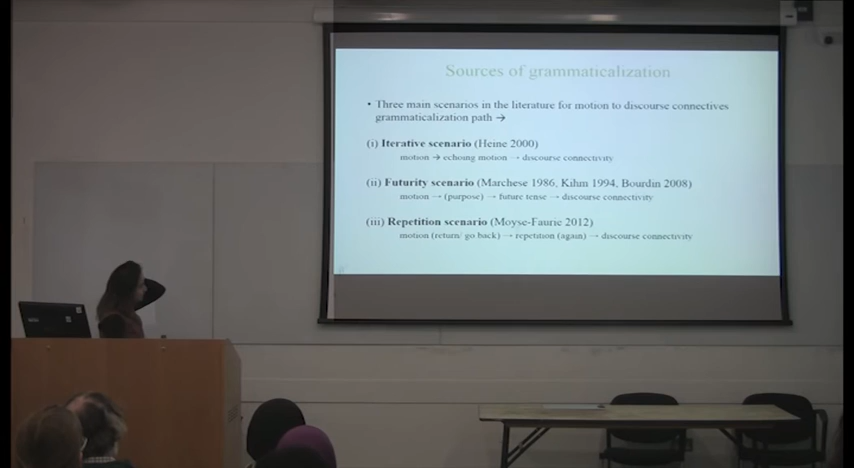 Sources of grammaticalization
• Three main scenarios in the literature for motion to discourse connectives
grammaticalization path →
(i) Iterative scenario (Heine 2000)
motion → echoing motion → discourse connectivity
(ii) Futurity scenario (Marchese 1986, Kihm 1994, Bourdin 2008)
motion → (purpose) → future tense → discourse connectivity
(iii) Repetition scenario (Moyse-Faurie 2012)
motion (return/ go back) → repetition (again) → discourse connectivity